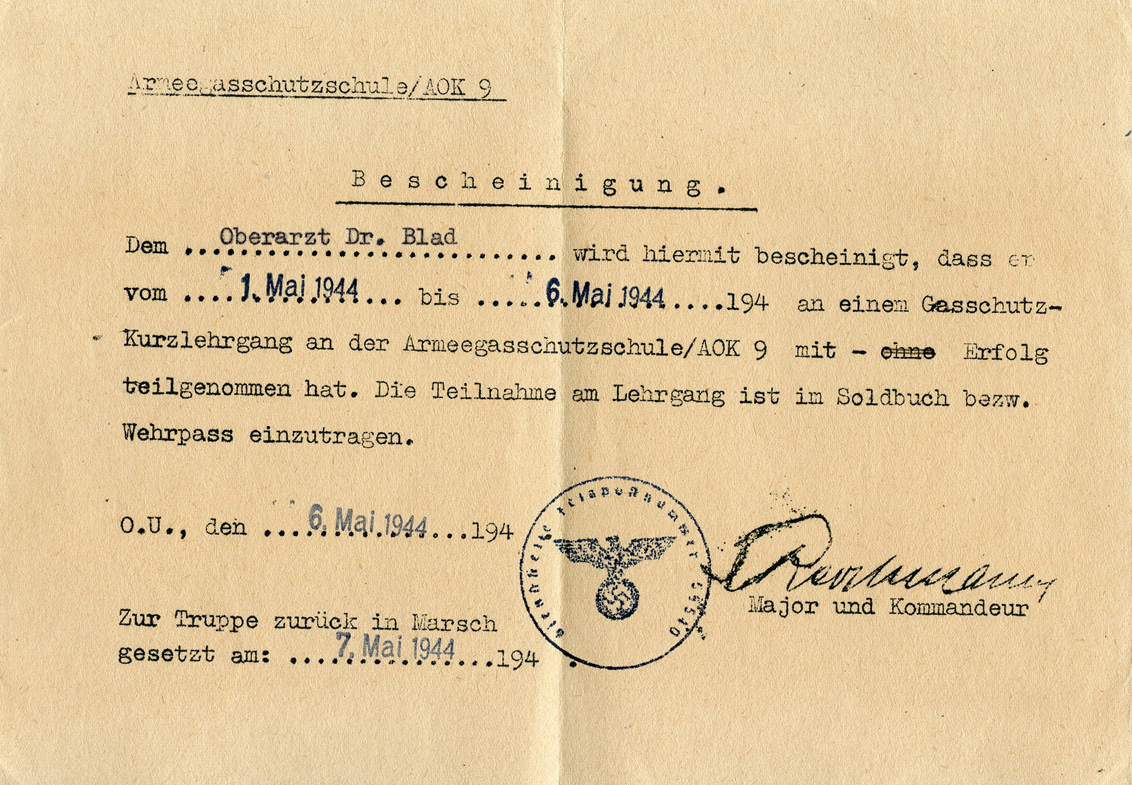 Armeegasschutzschule/AOK 9
Bescheinigung.
Dem ...Oberarzt Dr. Blad... wird hiermit bescheinigt, dass er
vom ....1. Mai 1944... bis .....6. Mai 1944.....194 an einem Gasschutz-
Kurzlehrgang an der Armeegasschutzschule/AOK 9 mit - ohne Erfolg
teilgenommen hat. Die Teilnahme am Lehrgang ist im Soldbuch bezw.
Wehrpass einzutragen.
O.U., den ...6. Mai 1944...194
Dienststelle Feldpostnummer
Major und Kommandeur
Zur Truppe zurück in Marsch
gesetzt am: ...7. Mai 1944...194